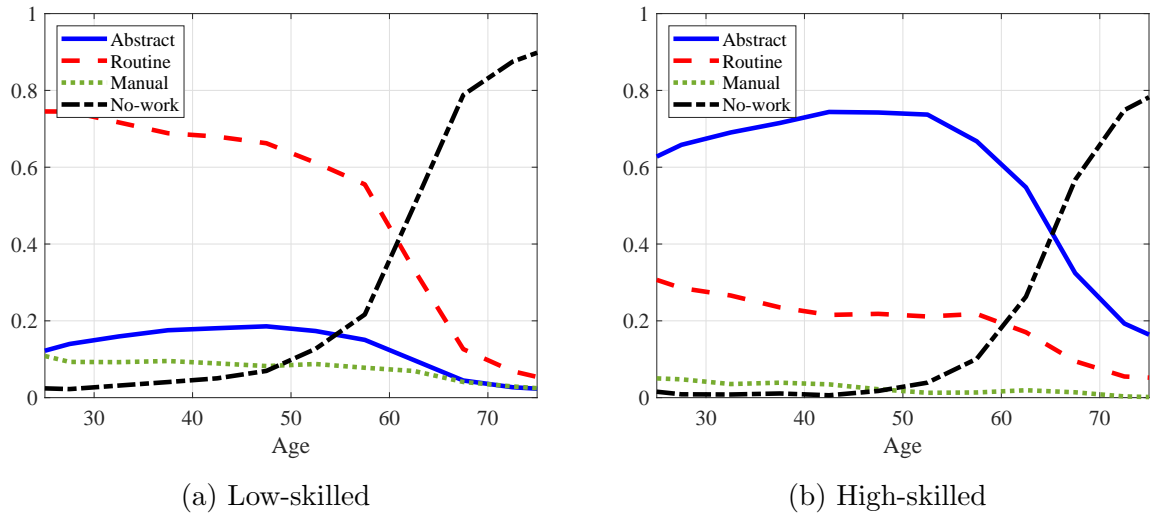 1
0.8
0.6
0.4
0.2
0
Abstract
Routine
Manual
No-work
30 40 50 60 70
Age
(a) Low-skilled
1
0.8
0.6
0.4
0.2
0
Abstract
Routine
Manual
No-work
30 40 50 60 70
Age
(b) High-skilled